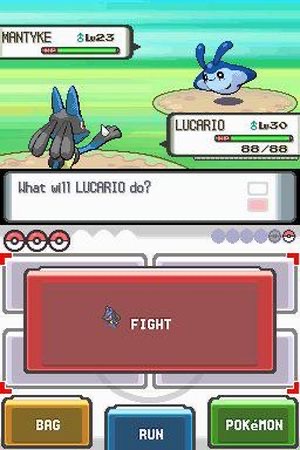 MANTYKE ♂Lv23
HP
LUCARIO ♂Lv30
HP
88/88
What will LUCARIO do?
FIGHT
BAG
RUN
POKéMON